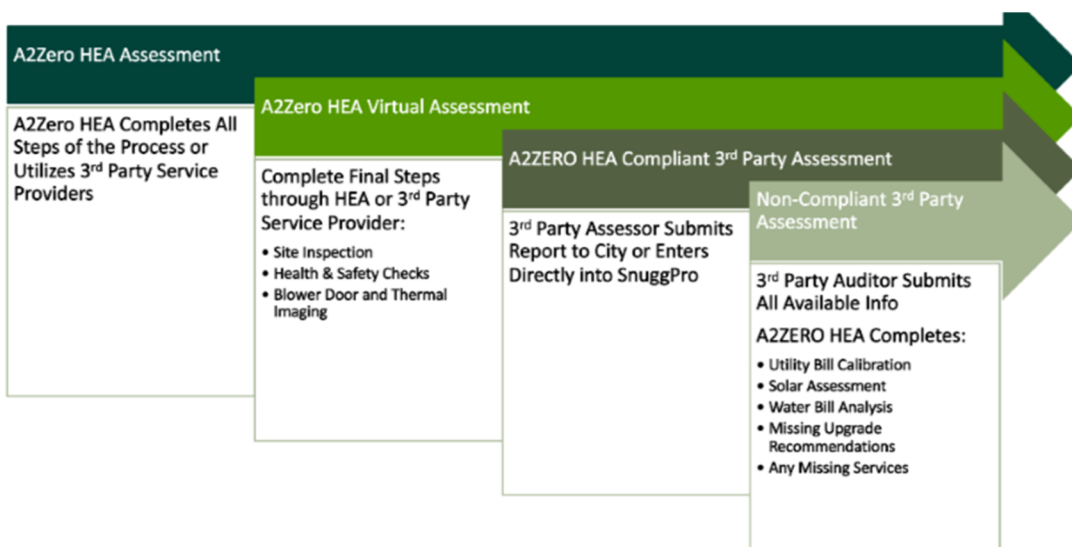 A2Zero HEA Assessment
A2Zero HEA Completes All
Steps of the Process or
Utilizes 3rd Party Service
Providers
A2Zero HEA Virtual Assessment
Complete Final Steps
through HEA or 3rd Party
Service Provider:
• Site Inspection
• Health & Safety Checks
• Blower Door and Thermal
Imaging
A2ZERO HEA Compliant 3rd Party Assessment
3rd Party Assessor Submits
Report to City or Enters
Directly into SnuggPro
Non-Compliant 3rd Party
Assessment
3rd Party Auditor Submits
All Available Info
A2ZERO HEA Completes:
• Utility Bill Calibration
• Solar Assessment
• Water Bill Analysis
• Missing Upgrade
Recommendations
• Any Missing Services